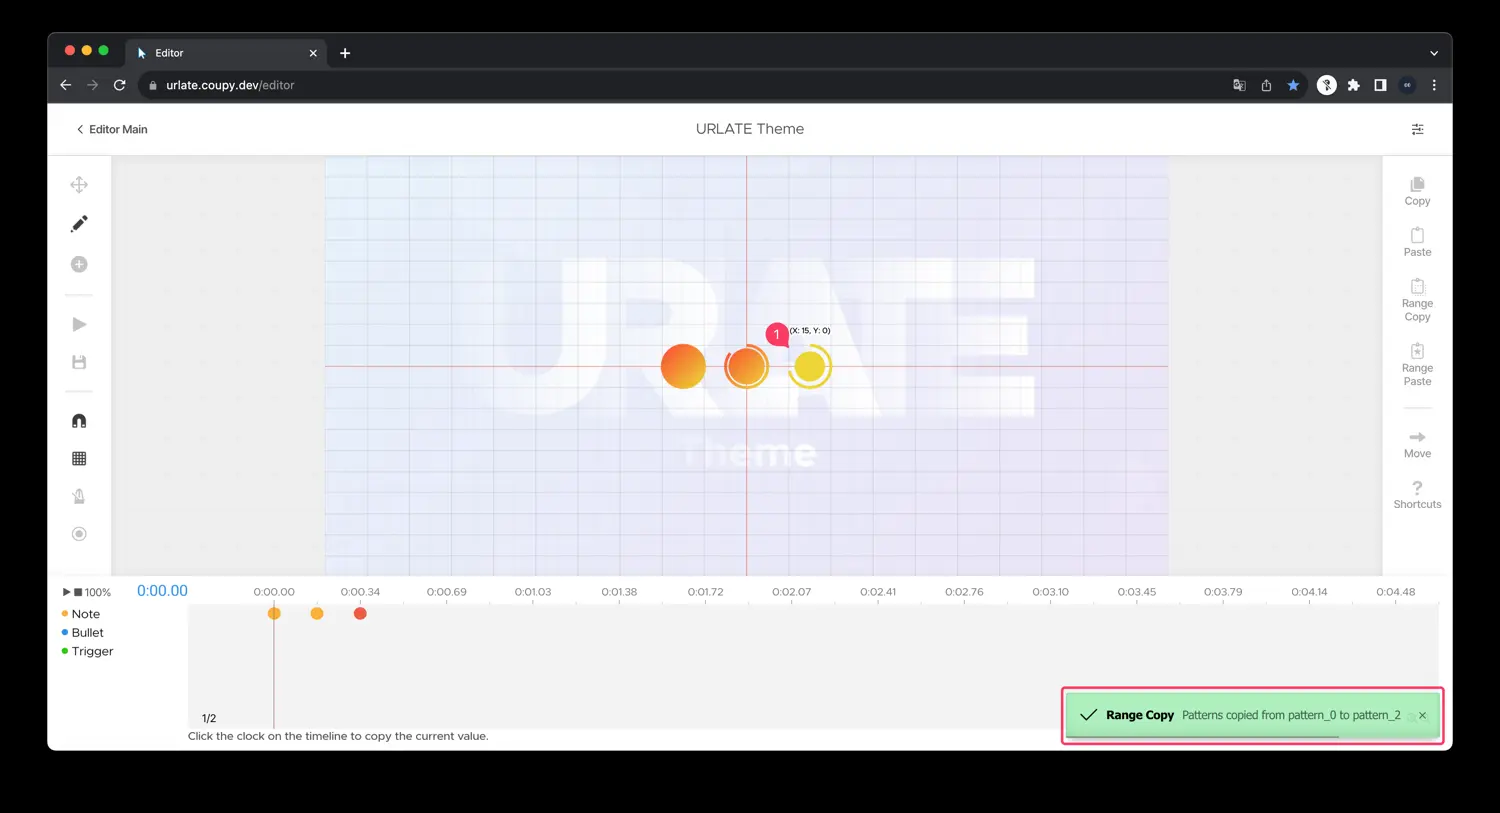 Editor
urlate.coupy.dev/editor
Editor Main
URLATE Theme
Copy
Paste
Range
Copy
Range
Paste
Move
Shortcuts
URLATE
Theme
1
(X: 15, Y: 0)
100%
0:00.00
0:00.00 0:00.34 0:00.69 0:01.03 0:01.38 0:01.72 0:02.07 0:02.41 0:02.76 0:03.10 0:03.45 0:03.79 0:04.14 0:04.48
Note
Bullet
Trigger
1/2
Click the clock on the timeline to copy the current value.
Range Copy Patterns copied from pattern_0 to pattern_2